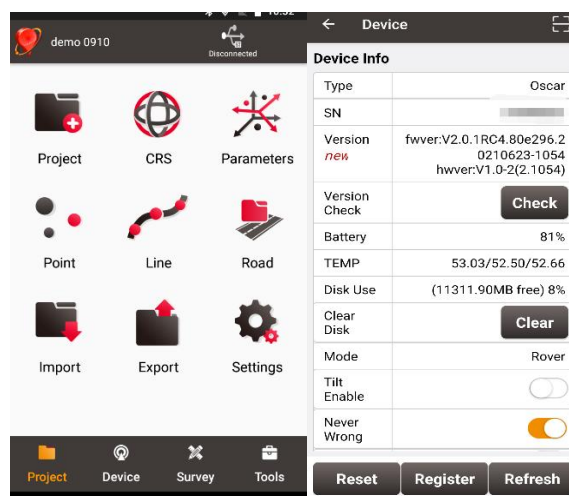 10:52
demo 0910
Disconnected
Project
CRS
Parameters
Point
Line
Road
Import
Export
Settings
Project
Device
Survey
Tools
Device
Device Info
Type
Oscar
SN
Version
new
fwver:V2.0.1RC4.80e296.2
0210623-1054
hwver:V1.0-2(2.1054)
Version
Check
Check
Battery
81%
TEMP
53.03/52.50/52.66
Disk Use
(11311.90MB free) 8%
Clear
Disk
Clear
Mode
Rover
Tilt
Enable
Never
Wrong
Reset
Register
Refresh